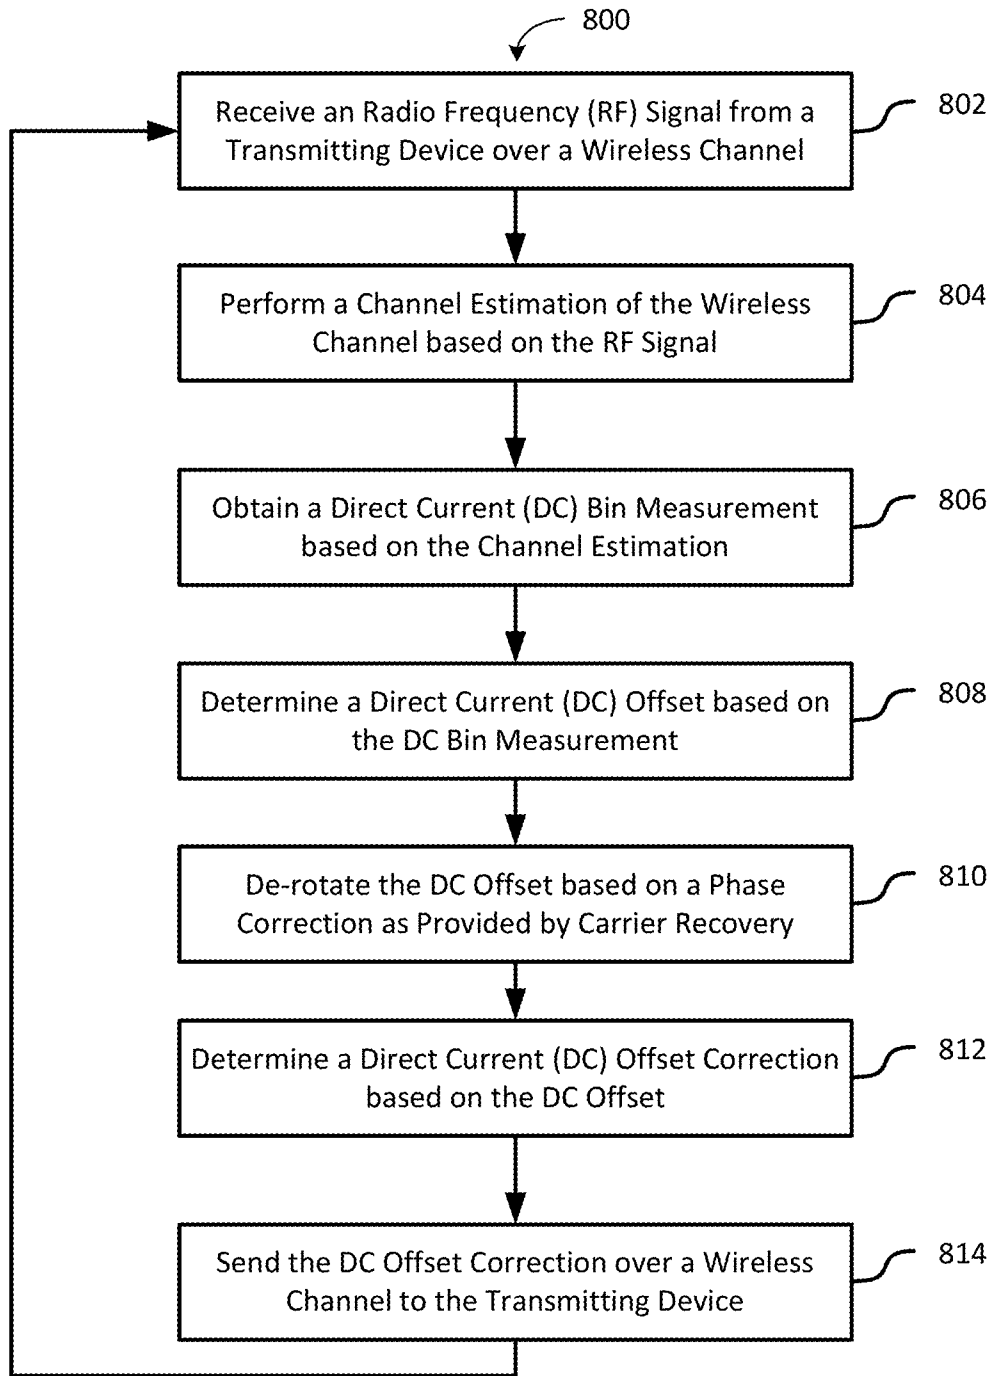 800
Receive an Radio Frequency (RF) Signal from a
Transmitting Device over a Wireless Channel
802
Perform a Channel Estimation of the Wireless
Channel based on the RF Signal
804
Obtain a Direct Current (DC) Bin Measurement
based on the Channel Estimation
806
Determine a Direct Current (DC) Offset based on
the DC Bin Measurement
808
De-rotate the DC Offset based on a Phase
Correction as Provided by Carrier Recovery
810
Determine a Direct Current (DC) Offset Correction
based on the DC Offset
812
Send the DC Offset Correction over a Wireless
Channel to the Transmitting Device
814